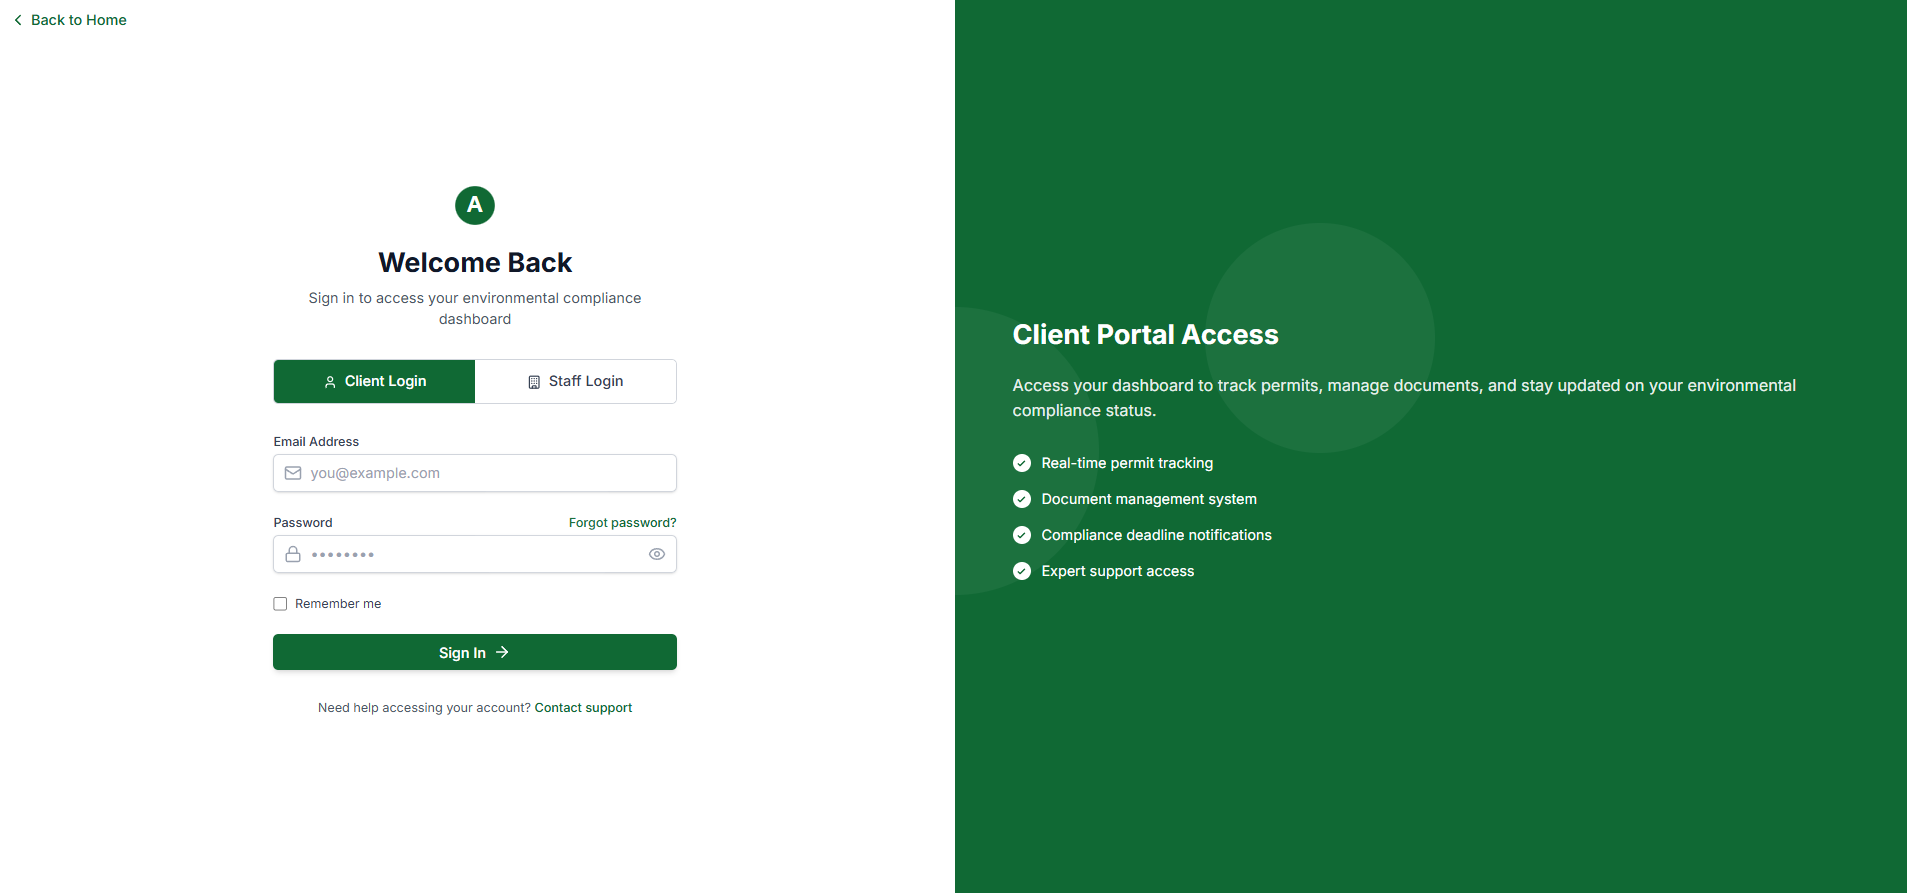 Back to Home
A
Welcome Back
Sign in to access your environmental compliance
dashboard
Client Login
Staff Login
Email Address
you@example.com
Password
Forgot password?
••••••••
Remember me
Sign In
Need help accessing your account? Contact support
Client Portal Access
Access your dashboard to track permits, manage documents, and stay updated on your environmental
compliance status.
Real-time permit tracking
Document management system
Compliance deadline notifications
Expert support access